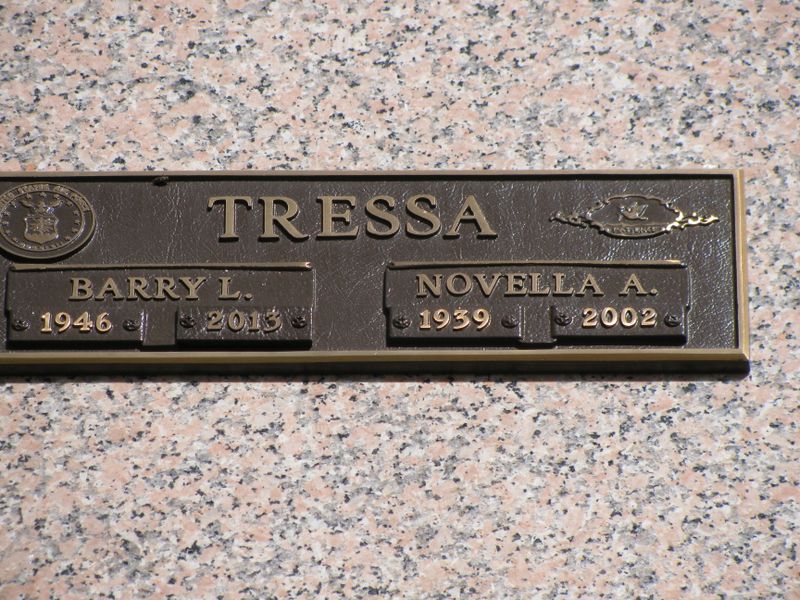 TRESSA
BARRY L.
1946 2013
NOVELLA A.
1939 2002